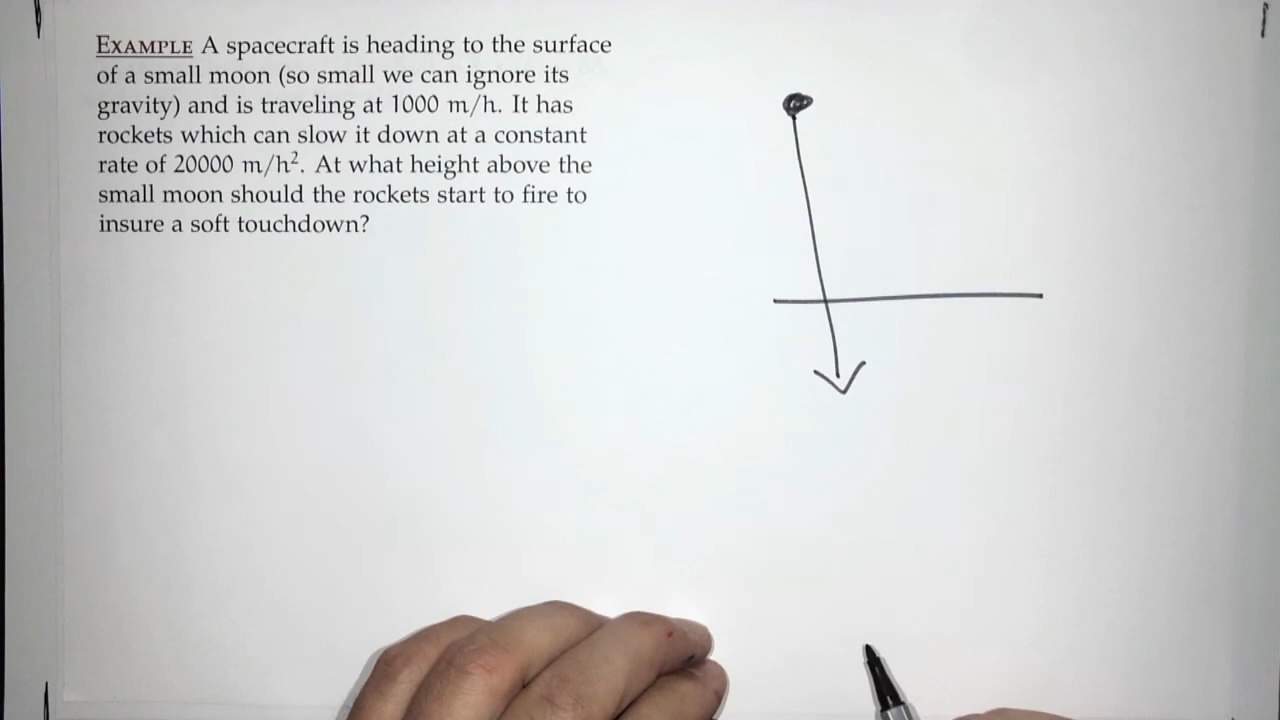 EXAMPLE A spacecraft is heading to the surface
of a small moon (so small we can ignore its
gravity) and is traveling at 1000 m/h. It has
rockets which can slow it down at a constant
rate of 20000 m/h². At what height above the
small moon should the rockets start to fire to
insure a soft touchdown?